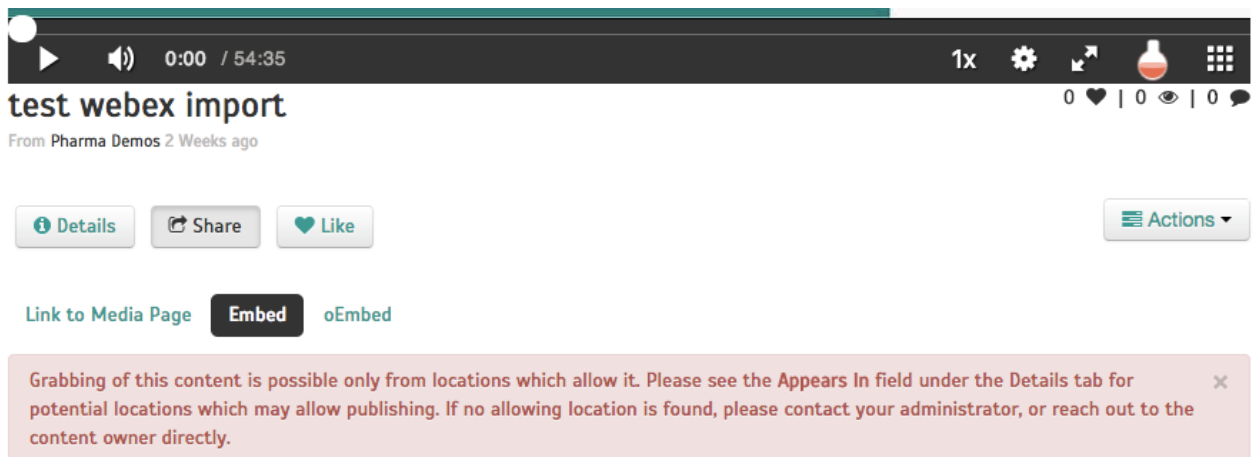 0:00 / 54:35 1x
test webex import
0 | 0 | 0
From Pharma Demos 2 Weeks ago
Details Share Like Actions
Link to Media Page Embed oEmbed
Grabbing of this content is possible only from locations which allow it. Please see the Appears In field under the Details tab for
potential locations which may allow publishing. If no allowing location is found, please contact your administrator, or reach out to the
content owner directly.
×